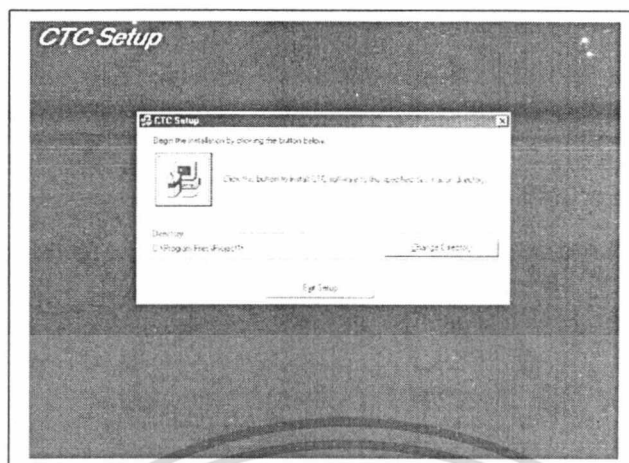 CTC Setup
CTC Setup
Begin the installation by clicking the button below.
Click this button to install CTC software to the specified destination directory.
Directory:
C:\Program Files\Project1\
Change Directory
Exit Setup